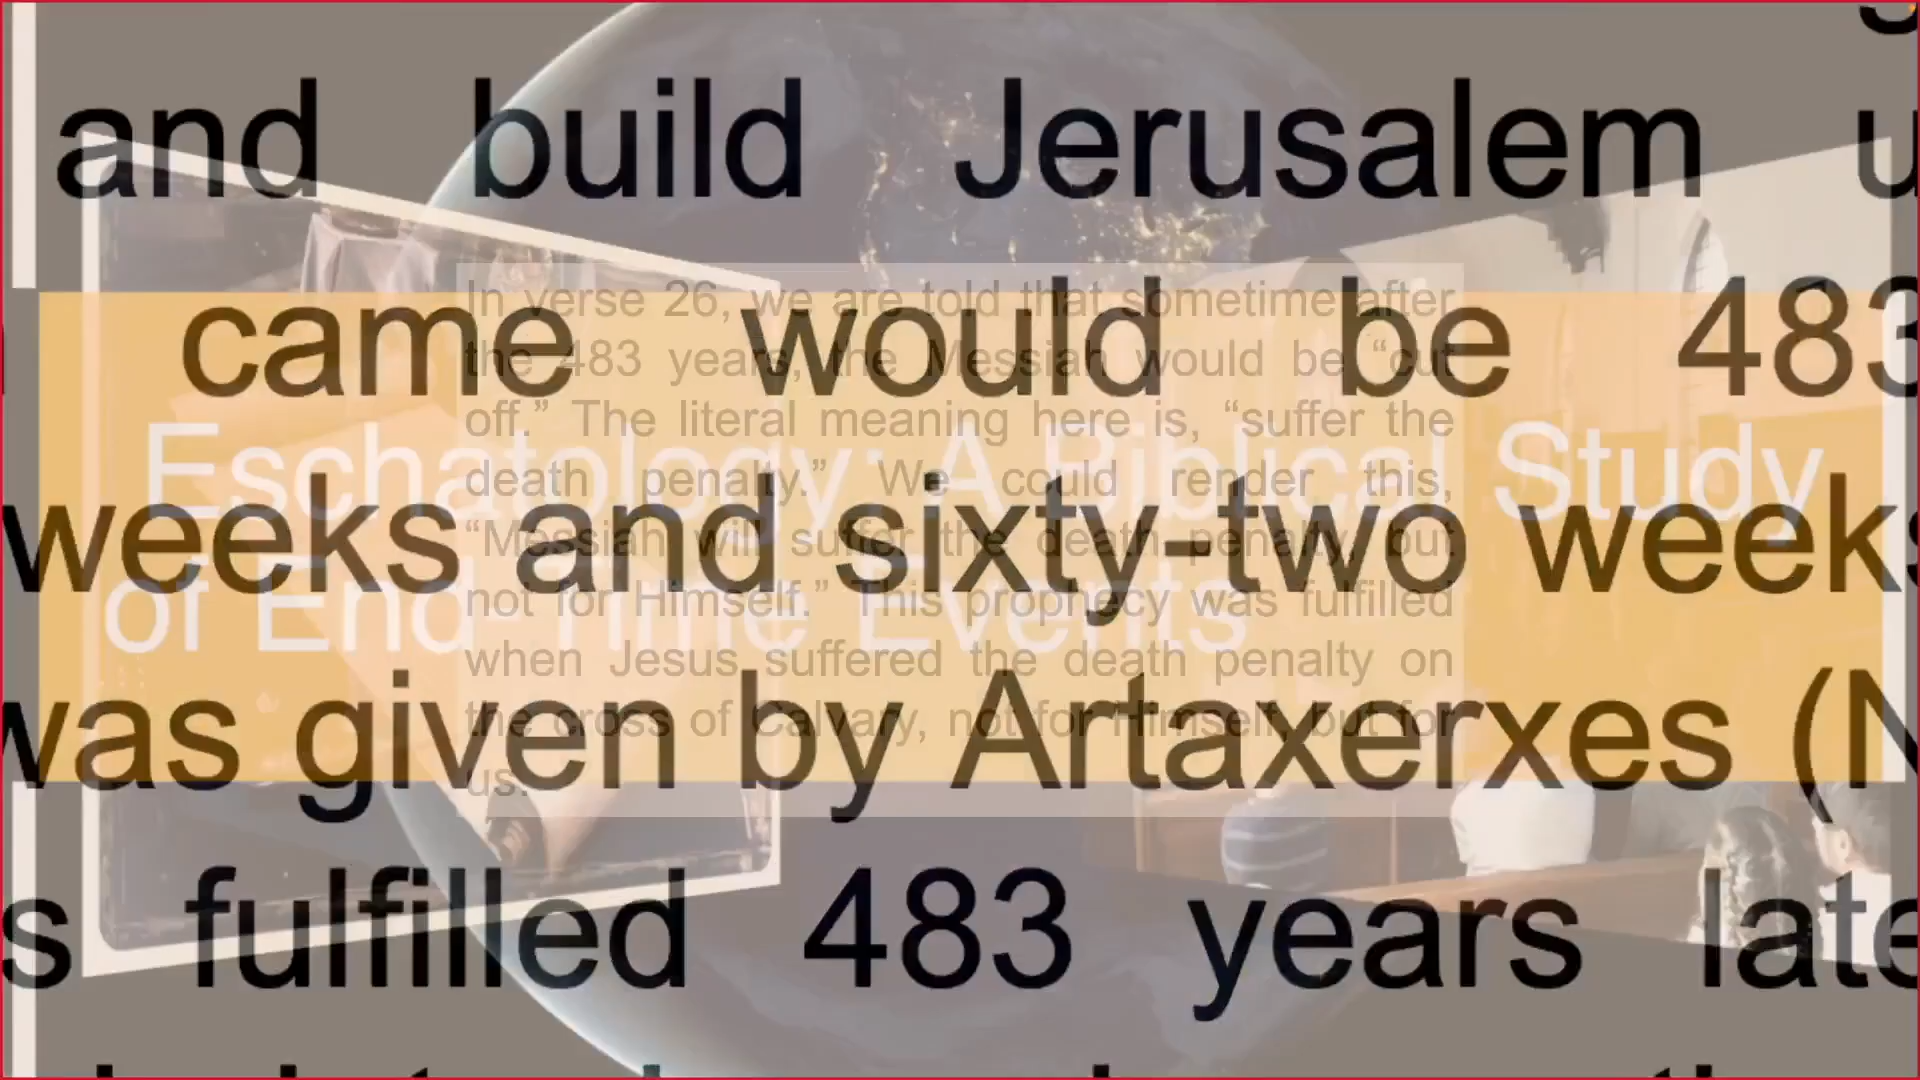 and build Jerusalem
came would be 483
weeks and sixty-two weeks
was given by Artaxerxes
fulfilled 483 years
In verse 26, we are told that sometime after
the 483 years, the Messiah would be “cut
off.” The literal meaning here is, “suffer the
death penalty.” We could render this,
“Messiah will suffer the death penalty, but
not for Himself.” This prophecy was fulfilled
when Jesus suffered the death penalty on
the cross of Calvary, not for Himself but for
us.
Eschatology: A Biblical Study
of End-Time Events